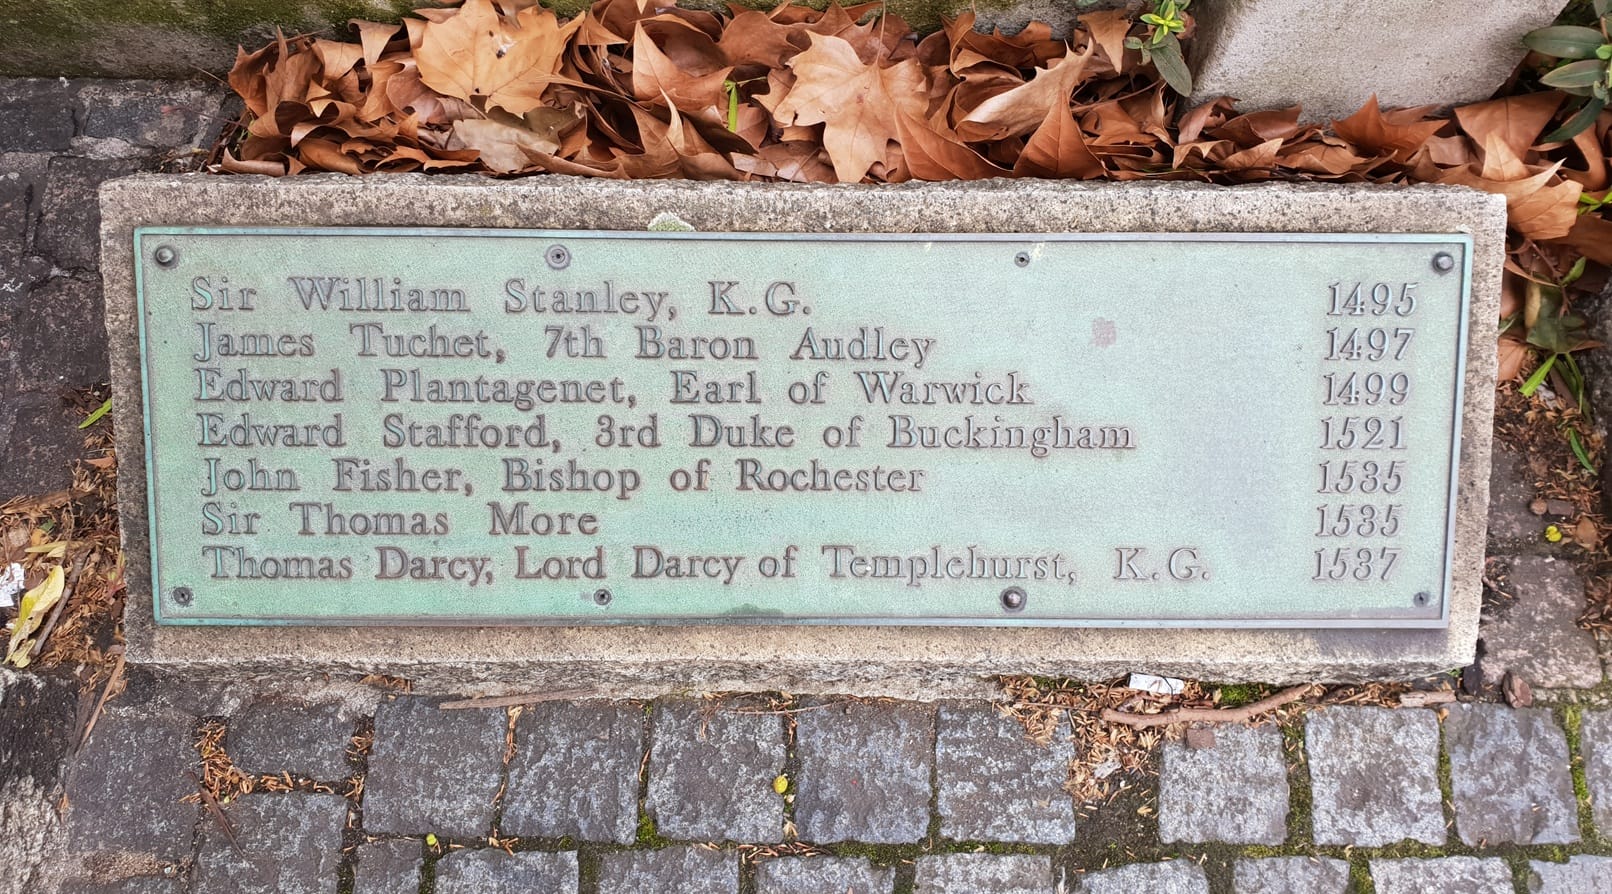 Sir William Stanley, K.G. 1495
James Tuchet, 7th Baron Audley 1497
Edward Plantagenet, Earl of Warwick 1499
Edward Stafford, 3rd Duke of Buckingham 1521
John Fisher, Bishop of Rochester 1535
Sir Thomas More 1535
Thomas Darcy, Lord Darcy of Templehurst, K.G. 1537